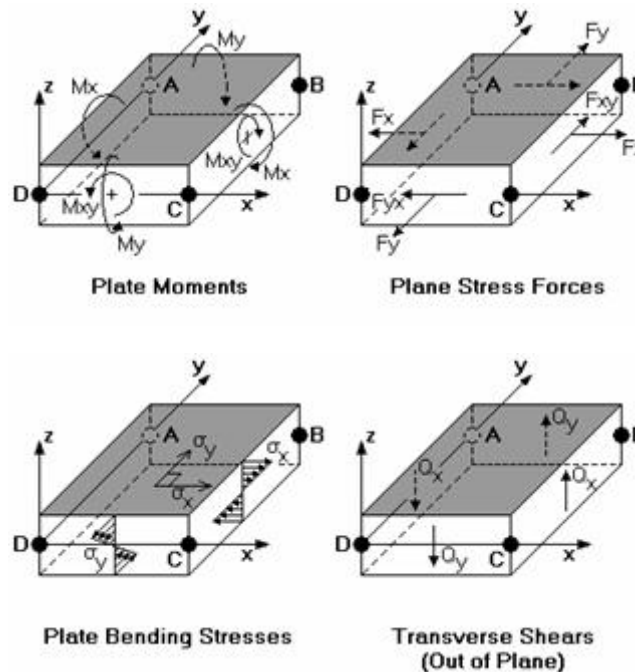 y
My
A
z
Mx
B
Mxy
Mx
D
Mxy
C
x
My
Plate Moments
y
Fy
A
z
Fxy
Fx
D
Fyx
C
x
Fy
Plane Stress Forces
y
A
z
B
σy
σx
σx
D
σy
C
x
Plate Bending Stresses
y
A
z
B
Qy
Qx
Qx
D
Qy
C
x
Transverse Shears
(Out of Plane)